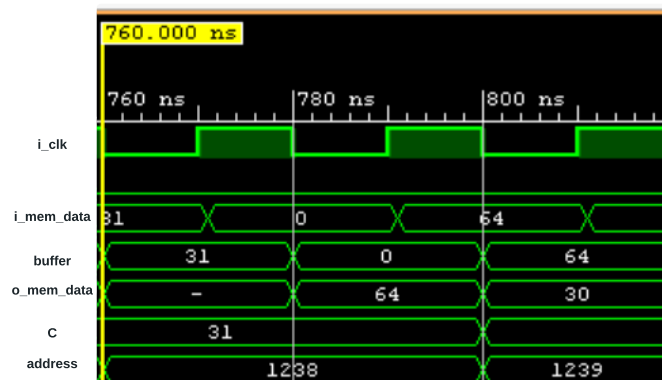 760.000 ns
760 ns 780 ns 800 ns
i_clk
i_mem_data 31 0 64
buffer 31 0 64
o_mem_data - 64 30
C 31
address 1238 1239